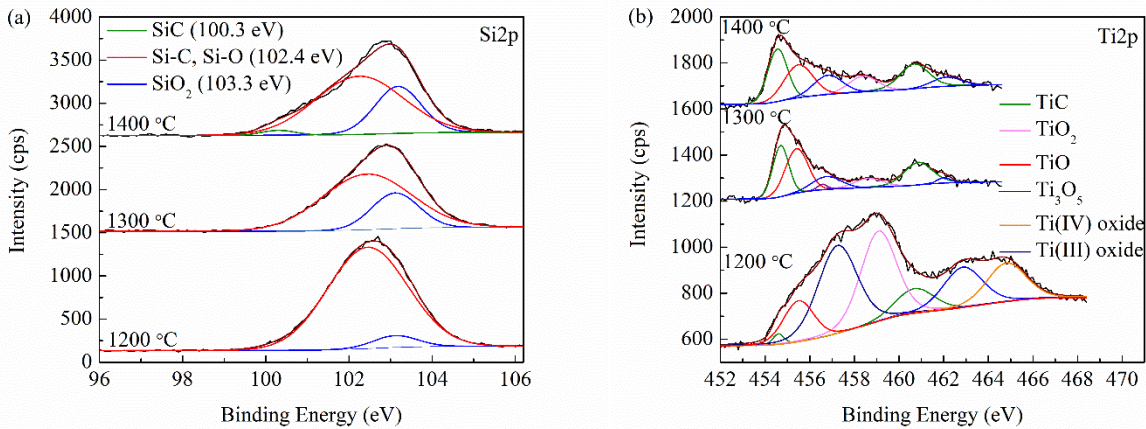 (a)
Si2p
SiC (100.3 eV)
Si-C, Si-O (102.4 eV)
SiO₂ (103.3 eV)
1400 °C
1300 °C
1200 °C
4000
3500
3000
2500
2000
1500
1000
500
0
Intensity (cps)
96 98 100 102 104 106
Binding Energy (eV)
(b)
Ti2p
1400 °C
1300 °C
1200 °C
TiC
TiO₂
TiO
Ti₃O₅
Ti(IV) oxide
Ti(III) oxide
2000
1800
1600
1400
1200
1000
800
600
Intensity (cps)
452 454 456 458 460 462 464 466 468 470
Binding Energy (eV)